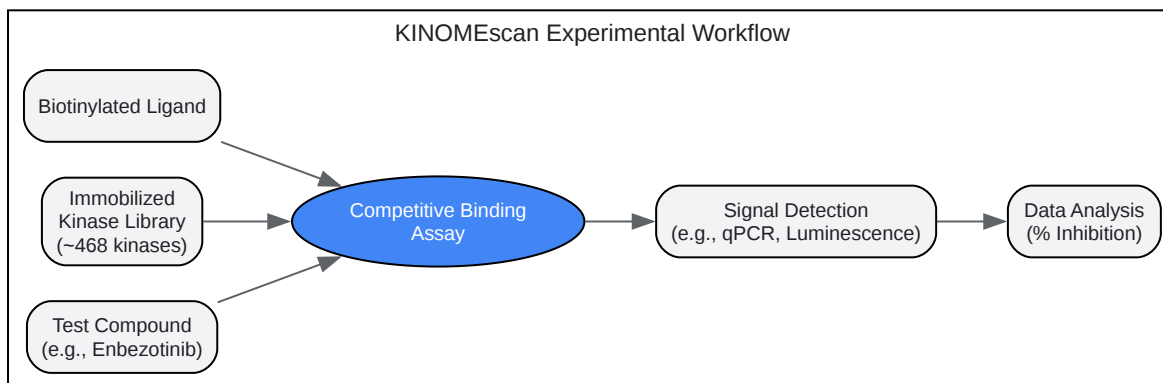 KINOMEscan Experimental Workflow
Biotinylated Ligand
Immobilized
Kinase Library
(~468 kinases)
Test Compound
(e.g., Enbezotinib)
Competitive Binding
Assay
Signal Detection
(e.g., qPCR, Luminescence)
Data Analysis
(% Inhibition)